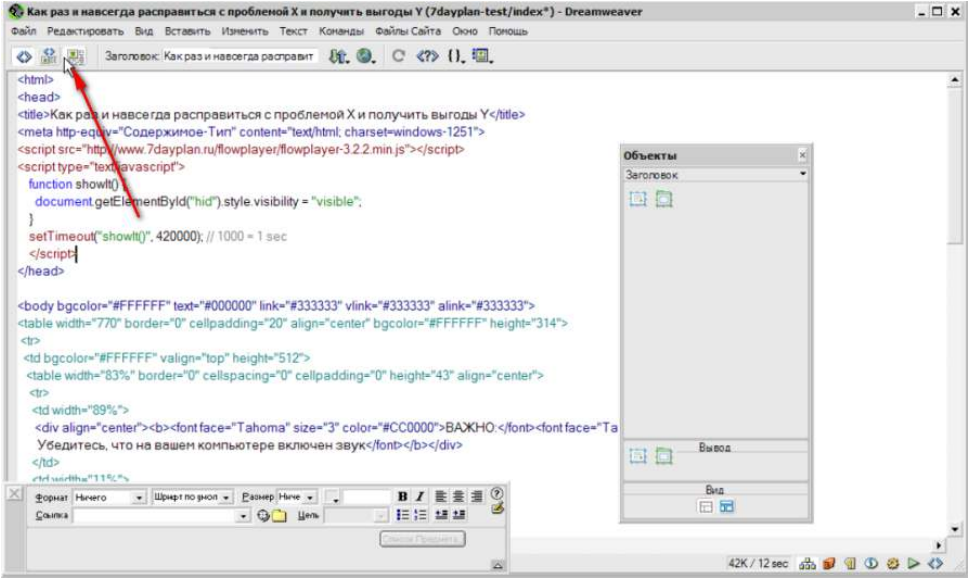 Как раз и навсегда расправиться с проблемой X и получить выгоды Y (7dayplan-test/index*) - Dreamweaver
Файл Редактировать Вид Вставить Изменить Текст Команды Файлы Сайта Окно Помощь
Заголовок: Как раз и навсегда расправит
<html>
<head>
<title>Как раз и навсегда расправиться с проблемой X и получить выгоды Y</title>
<meta http-equiv="Содержимое-Тип" content="text/html; charset=windows-1251">
<script src="http://www.7dayplan.ru/flowplayer/flowplayer-3.2.2.min.js"></script>
<script type="text/javascript">
function showIt() {
document.getElementById("hid").style.visibility = "visible";
}
setTimeout("showIt()", 420000); // 1000 = 1 sec
</script>
</head>
<body bgcolor="#FFFFFF" text="#000000" link="#333333" vlink="#333333" alink="#333333">
<table width="770" border="0" cellpadding="20" align="center" bgcolor="#FFFFFF" height="314">
<tr>
<td bgcolor="#FFFFFF" valign="top" height="512">
<table width="83%" border="0" cellspacing="0" cellpadding="0" height="43" align="center">
<tr>
<td width="89%">
<div align="center"><b><font face="Tahoma" size="3" color="#CC0000">ВАЖНО:</font><font face="Ta
Убедитесь, что на вашем компьютере включен звук</font></b></div>
</td>
<td width="11%">
Объекты
Заголовок
Вывод
Вид
Формат Ничего Шрифт по умол Размер Ниче B I
Ссылка Цель
Список Предмета...
42K / 12 sec